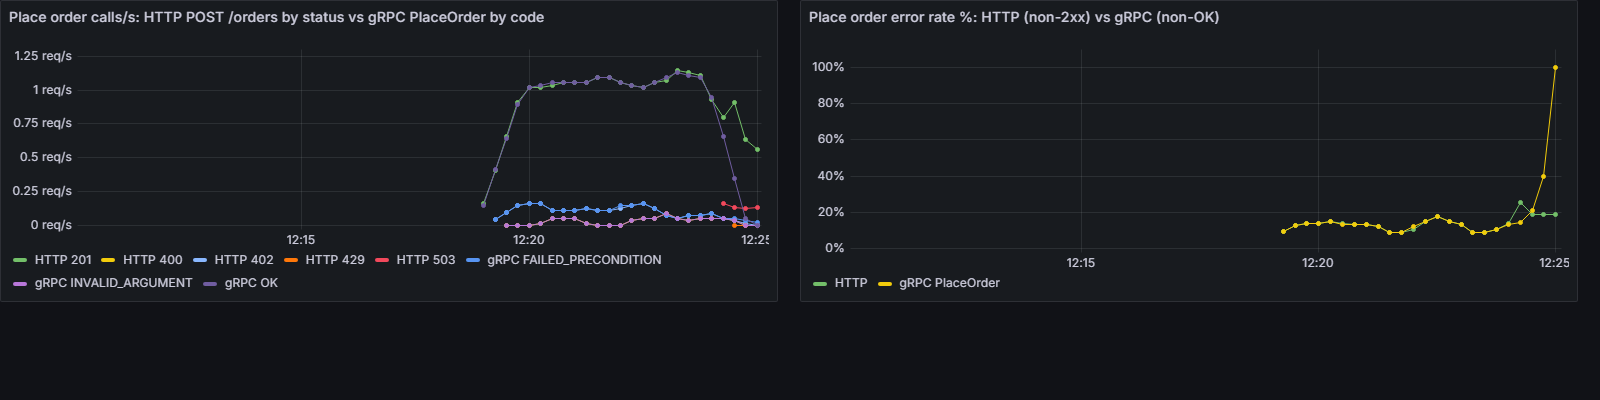 Place order calls/s: HTTP POST /orders by status vs gRPC PlaceOrder by code
1.25 req/s
1 req/s
0.75 req/s
0.5 req/s
0.25 req/s
0 req/s
12:15
12:20
12:25
HTTP 201
HTTP 400
HTTP 402
HTTP 429
HTTP 503
gRPC FAILED_PRECONDITION
gRPC INVALID_ARGUMENT
gRPC OK
Place order error rate %: HTTP (non-2xx) vs gRPC (non-OK)
100%
80%
60%
40%
20%
0%
12:15
12:20
12:25
HTTP
gRPC PlaceOrder